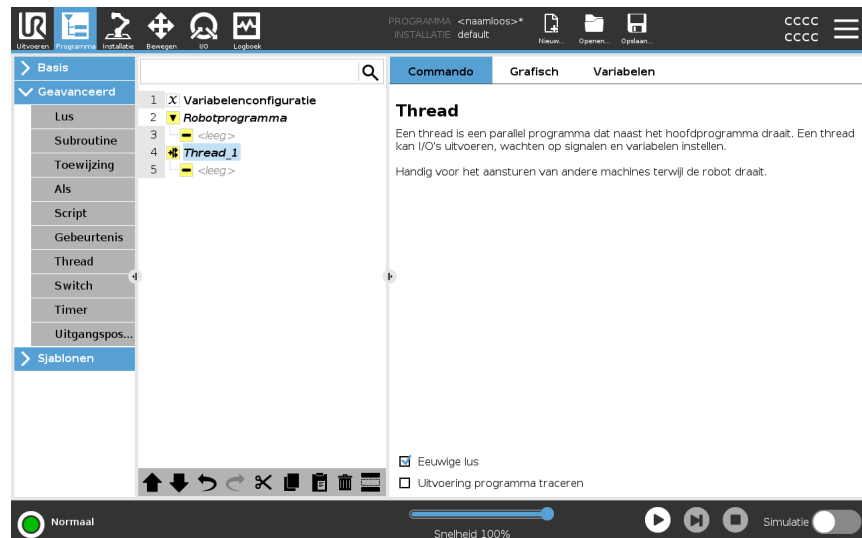 PROGRAMMA <naamloos>*
INSTALLATIE default
Nieuw...
Openen...
Opslaan...
CCCC
CCCC
UR
Uitvoeren
Programma
Installatie
Bewegen
I/O
Logboek
Basis
Geavanceerd
Lus
Subroutine
Toewijzing
Als
Script
Gebeurtenis
Thread
Switch
Timer
Uitgangspos...
Sjablonen
1 X Variabelenconfiguratie
2 Robotprogramma
3 <leeg>
4 Thread_1
5 <leeg>
Commando
Grafisch
Variabelen
Thread
Een thread is een parallel programma dat naast het hoofdprogramma draait. Een thread
kan I/O's uitvoeren, wachten op signalen en variabelen instellen.
Handig voor het aansturen van andere machines terwijl de robot draait.
Eeuwige lus
Uitvoering programma traceren
Normaal
Snelheid 100%
Simulatie